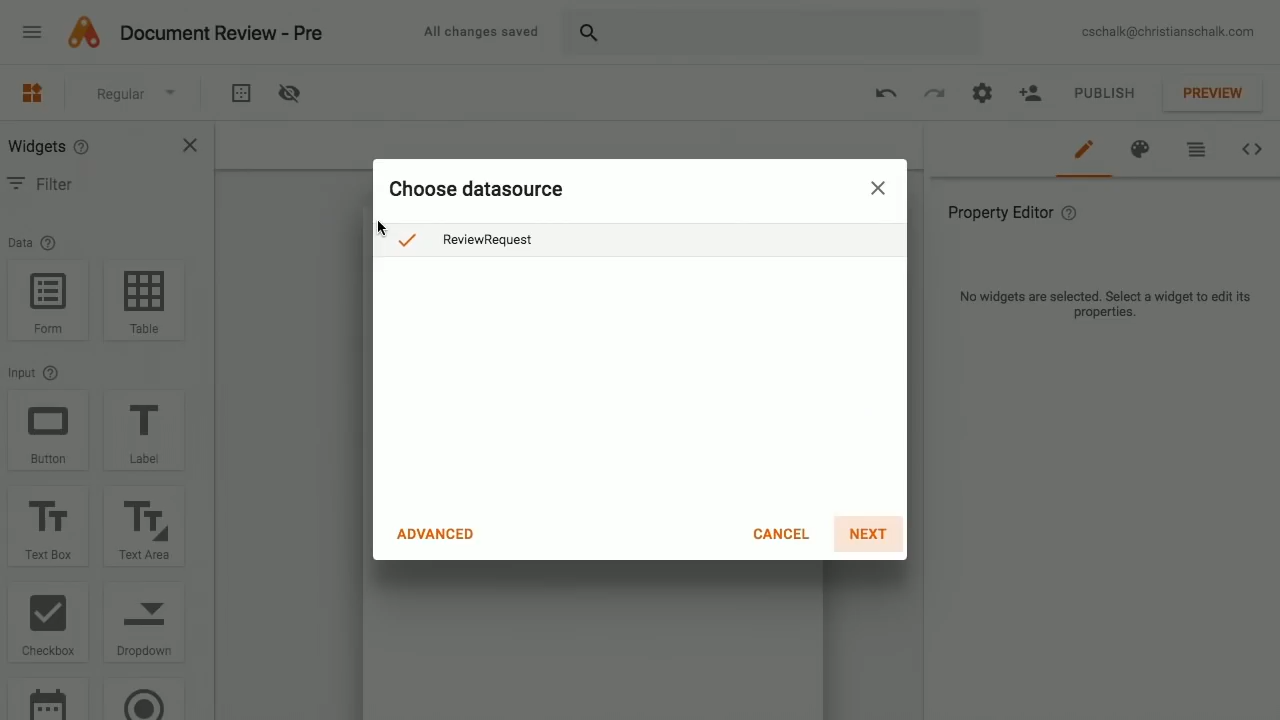 Document Review - Pre
All changes saved
cschalk@christianschalk.com
Regular
PUBLISH
PREVIEW
Widgets
Filter
Data
Form
Table
Input
Button
Label
Text Box
Text Area
Checkbox
Dropdown
Choose datasource
ReviewRequest
ADVANCED
CANCEL
NEXT
Property Editor
No widgets are selected. Select a widget to edit its
properties.